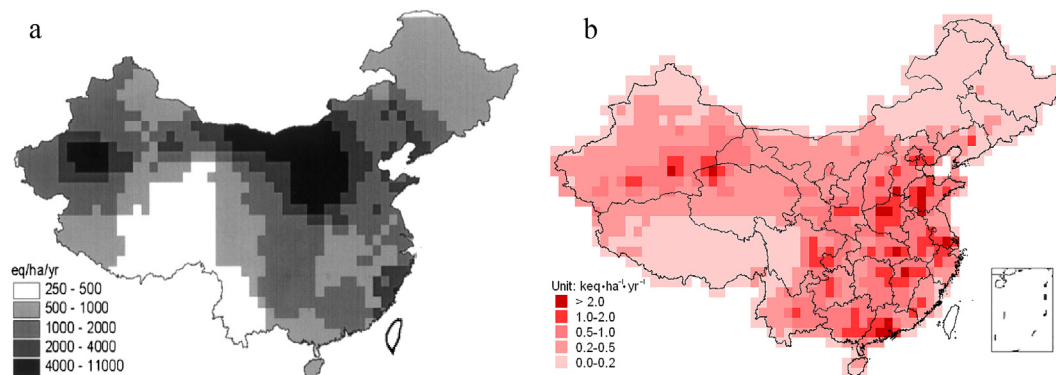 a
eq/ha/yr
250 - 500
500 - 1000
1000 - 2000
2000 - 4000
4000 - 11000
b
Unit: keq·ha⁻¹·yr⁻¹
> 2.0
1.0-2.0
0.5-1.0
0.2-0.5
0.0-0.2